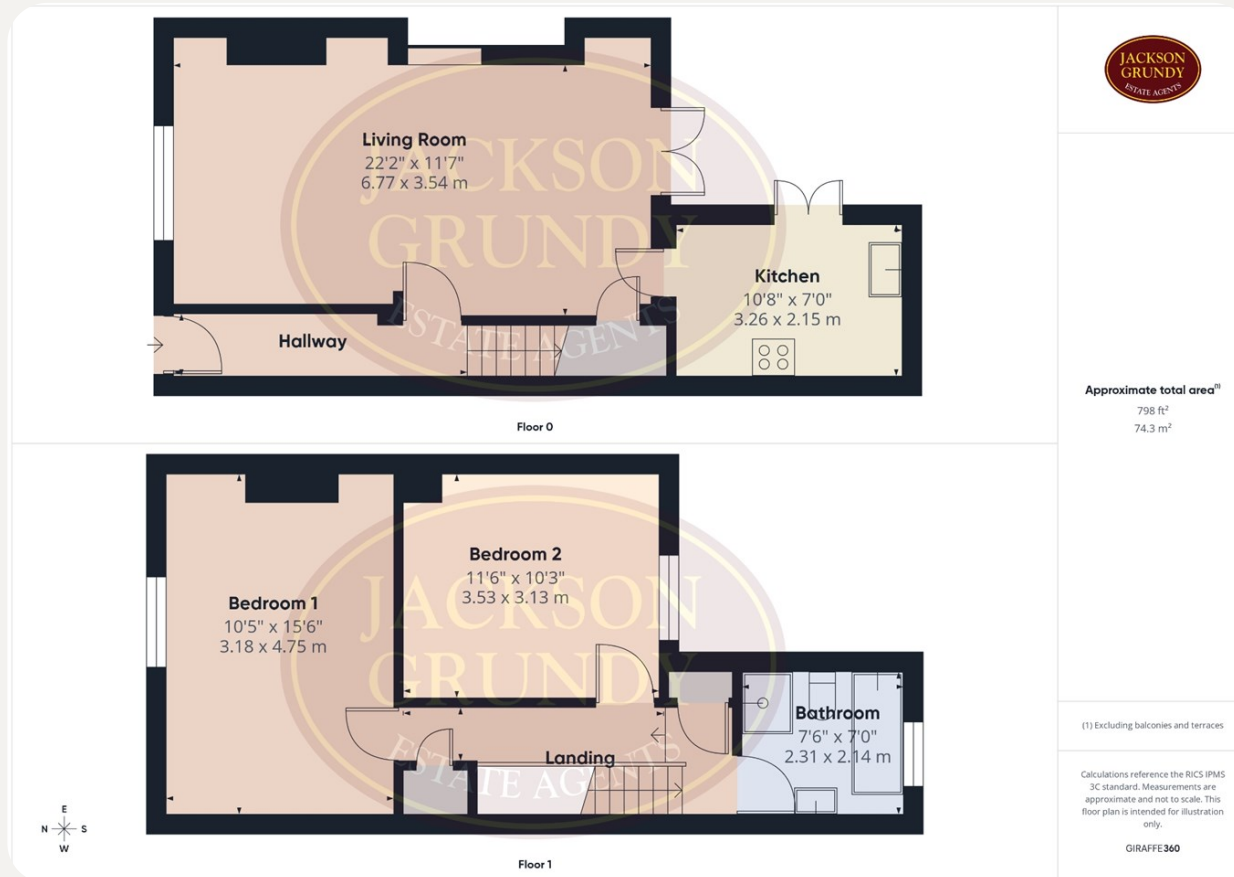 Living Room
22'2" x 11'7"
6.77 x 3.54 m
Kitchen
10'8" x 7'0"
3.26 x 2.15 m
Hallway
JACKSON
GRUNDY
ESTATE AGENTS
Floor 0
Bedroom 1
10'5" x 15'6"
3.18 x 4.75 m
Bedroom 2
11'6" x 10'3"
3.53 x 3.13 m
Landing
Bathroom
7'6" x 7'0"
2.31 x 2.14 m
JACKSON
GRUNDY
ESTATE AGENTS
E
N S
W
Floor 1
JACKSON
GRUNDY
ESTATE AGENTS
Approximate total area(1)
798 ft²
74.3 m²
(1) Excluding balconies and terraces
Calculations reference the RICS IPMS
3C standard. Measurements are
approximate and not to scale. This
floor plan is intended for illustration
only.
GIRAFFE360